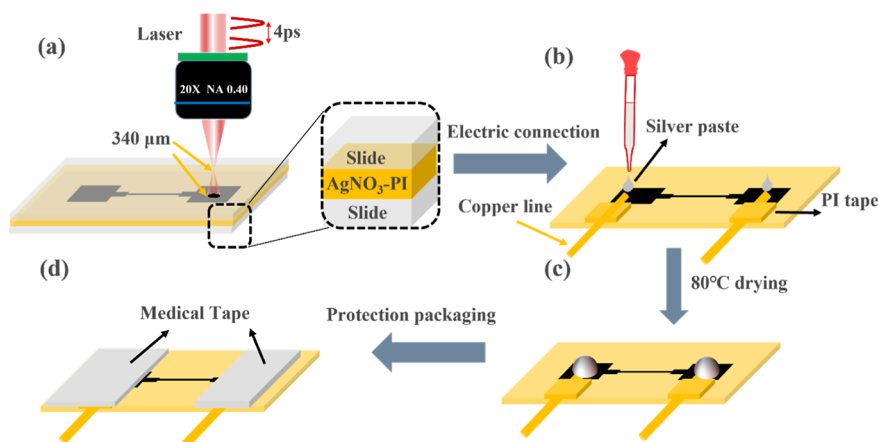 (a)
Laser
4ps
20X NA 0.40
340 μm
Slide
AgNO₃-PI
Slide
Electric connection
(b)
Silver paste
Copper line
PI tape
80℃ drying
(c)
(d)
Medical Tape
Protection packaging